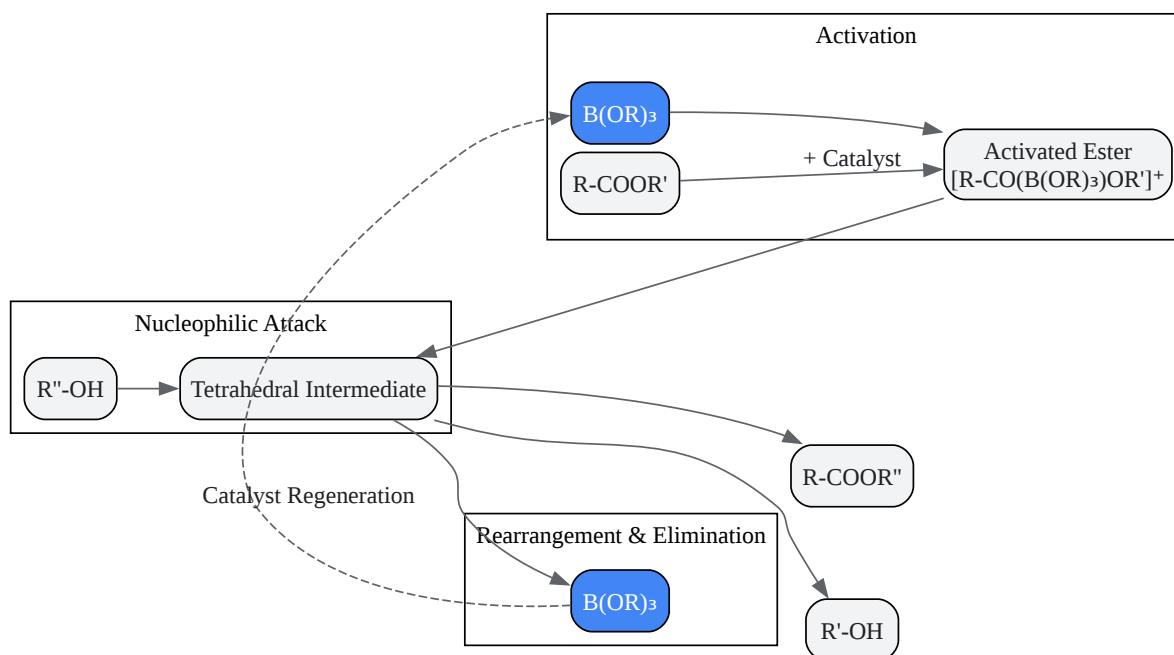 Activation
B(OR)₃
R-COOR'
+ Catalyst
Activated Ester
[R-CO(B(OR)₃)OR']⁺
Nucleophilic Attack
R"-OH
Tetrahedral Intermediate
R-COOR"
Catalyst Regeneration
Rearrangement & Elimination
B(OR)₃
R'-OH